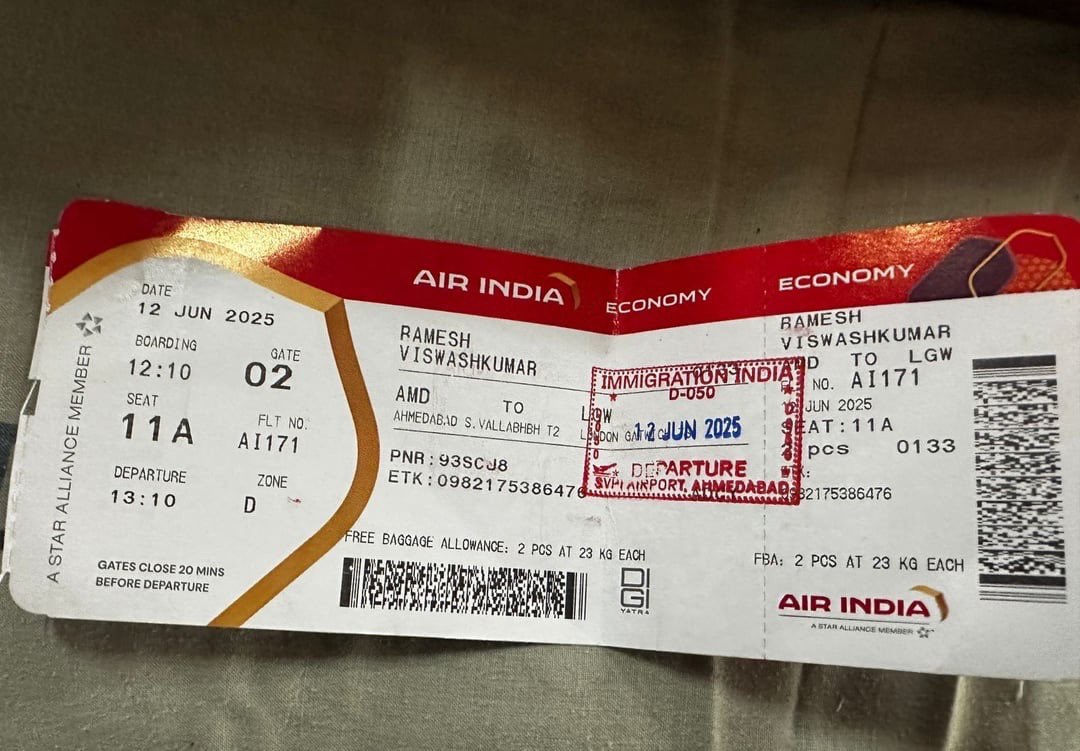 A STAR ALLIANCE MEMBER
DATE
12 JUN 2025
BOARDING
12:10
GATE
02
SEAT
11A
FLT NO.
AI171
DEPARTURE
13:10
ZONE
D
GATES CLOSE 20 MINS
BEFORE DEPARTURE
AIR INDIA
ECONOMY
RAMESH
VISWASHKUMAR
AMD TO LGW
AHMEDABAD S.VALLABHBH T2
PNR:93SCJ8
ETK:0982175386476
FREE BAGGAGE ALLOWANCE: 2 PCS AT 23 KG EACH
DIGI
YATRA
IMMIGRATION INDIA
D-050
12 JUN 2025
DEPARTURE
SVPI AIRPORT, AHMEDABAD
ECONOMY
RAMESH
VISWASHKUMAR
TO LGW
NO. AI171
JUN 2025
SEAT:11A
pcs 0133
0982175386476
FBA: 2 PCS AT 23 KG EACH
AIR INDIA
A STAR ALLIANCE MEMBER